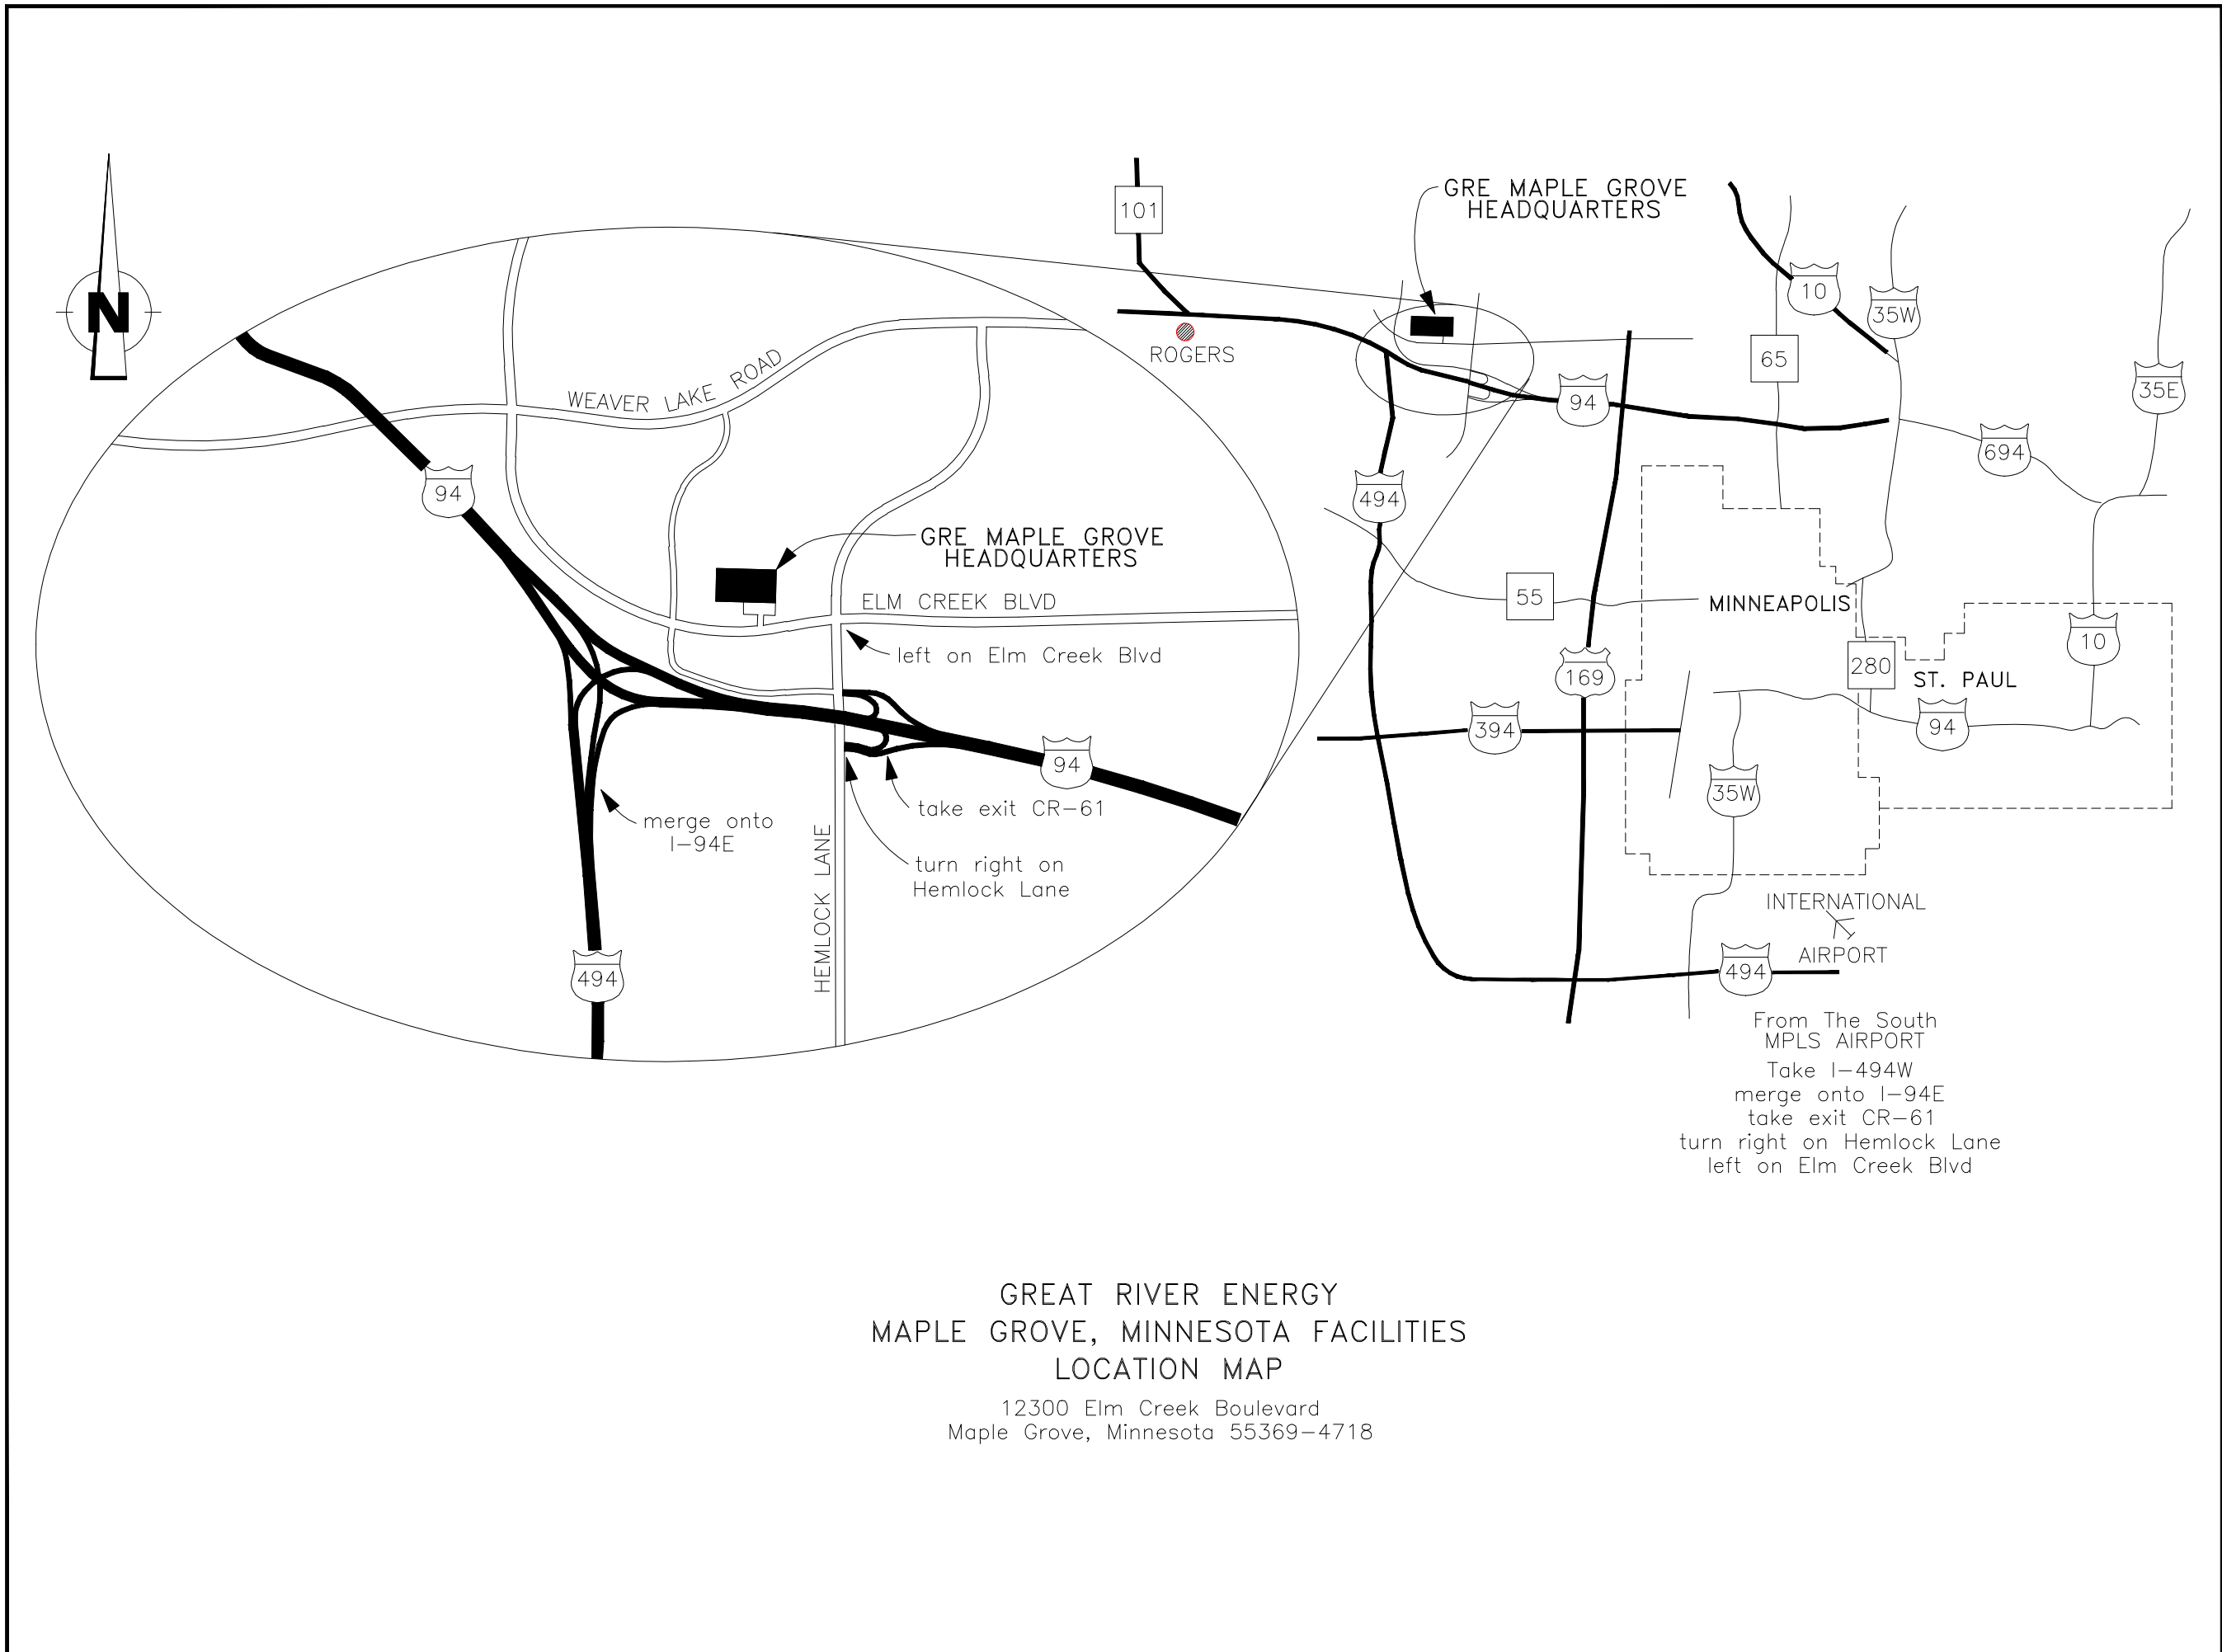 N
WEAVER LAKE ROAD
94
GRE MAPLE GROVE
HEADQUARTERS
ELM CREEK BLVD
left on Elm Creek Blvd
94
take exit CR-61
merge onto
I-94E
turn right on
Hemlock Lane
HEMLOCK LANE
494
101
GRE MAPLE GROVE
HEADQUARTERS
ROGERS
10
35W
65
35E
94
694
494
55
MINNEAPOLIS
10
280
169
ST. PAUL
394
94
35W
INTERNATIONAL
AIRPORT
494
From The South
MPLS AIRPORT
Take I-494W
merge onto I-94E
take exit CR-61
turn right on Hemlock Lane
left on Elm Creek Blvd
GREAT RIVER ENERGY
MAPLE GROVE, MINNESOTA FACILITIES
LOCATION MAP
12300 Elm Creek Boulevard
Maple Grove, Minnesota 55369-4718